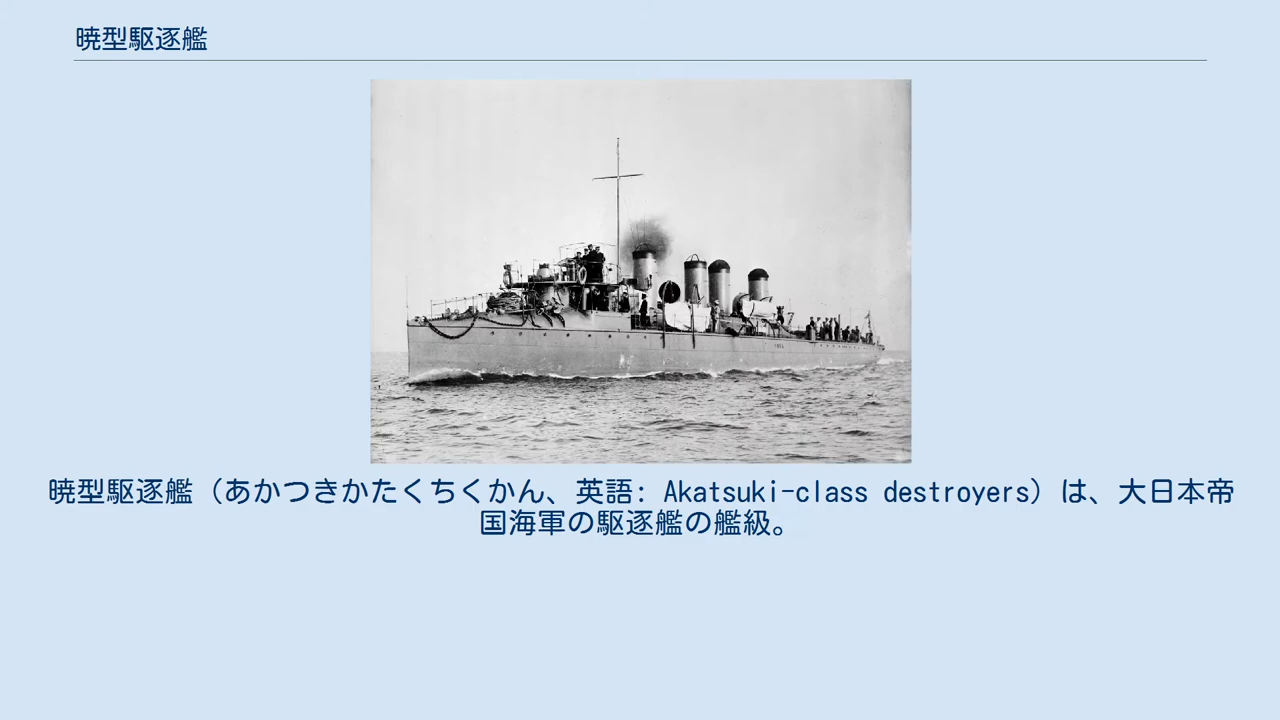 暁型駆逐艦
暁型駆逐艦（あかつきかたくちくかん、英語: Akatsuki-class destroyers）は、大日本帝
国海軍の駆逐艦の艦級。